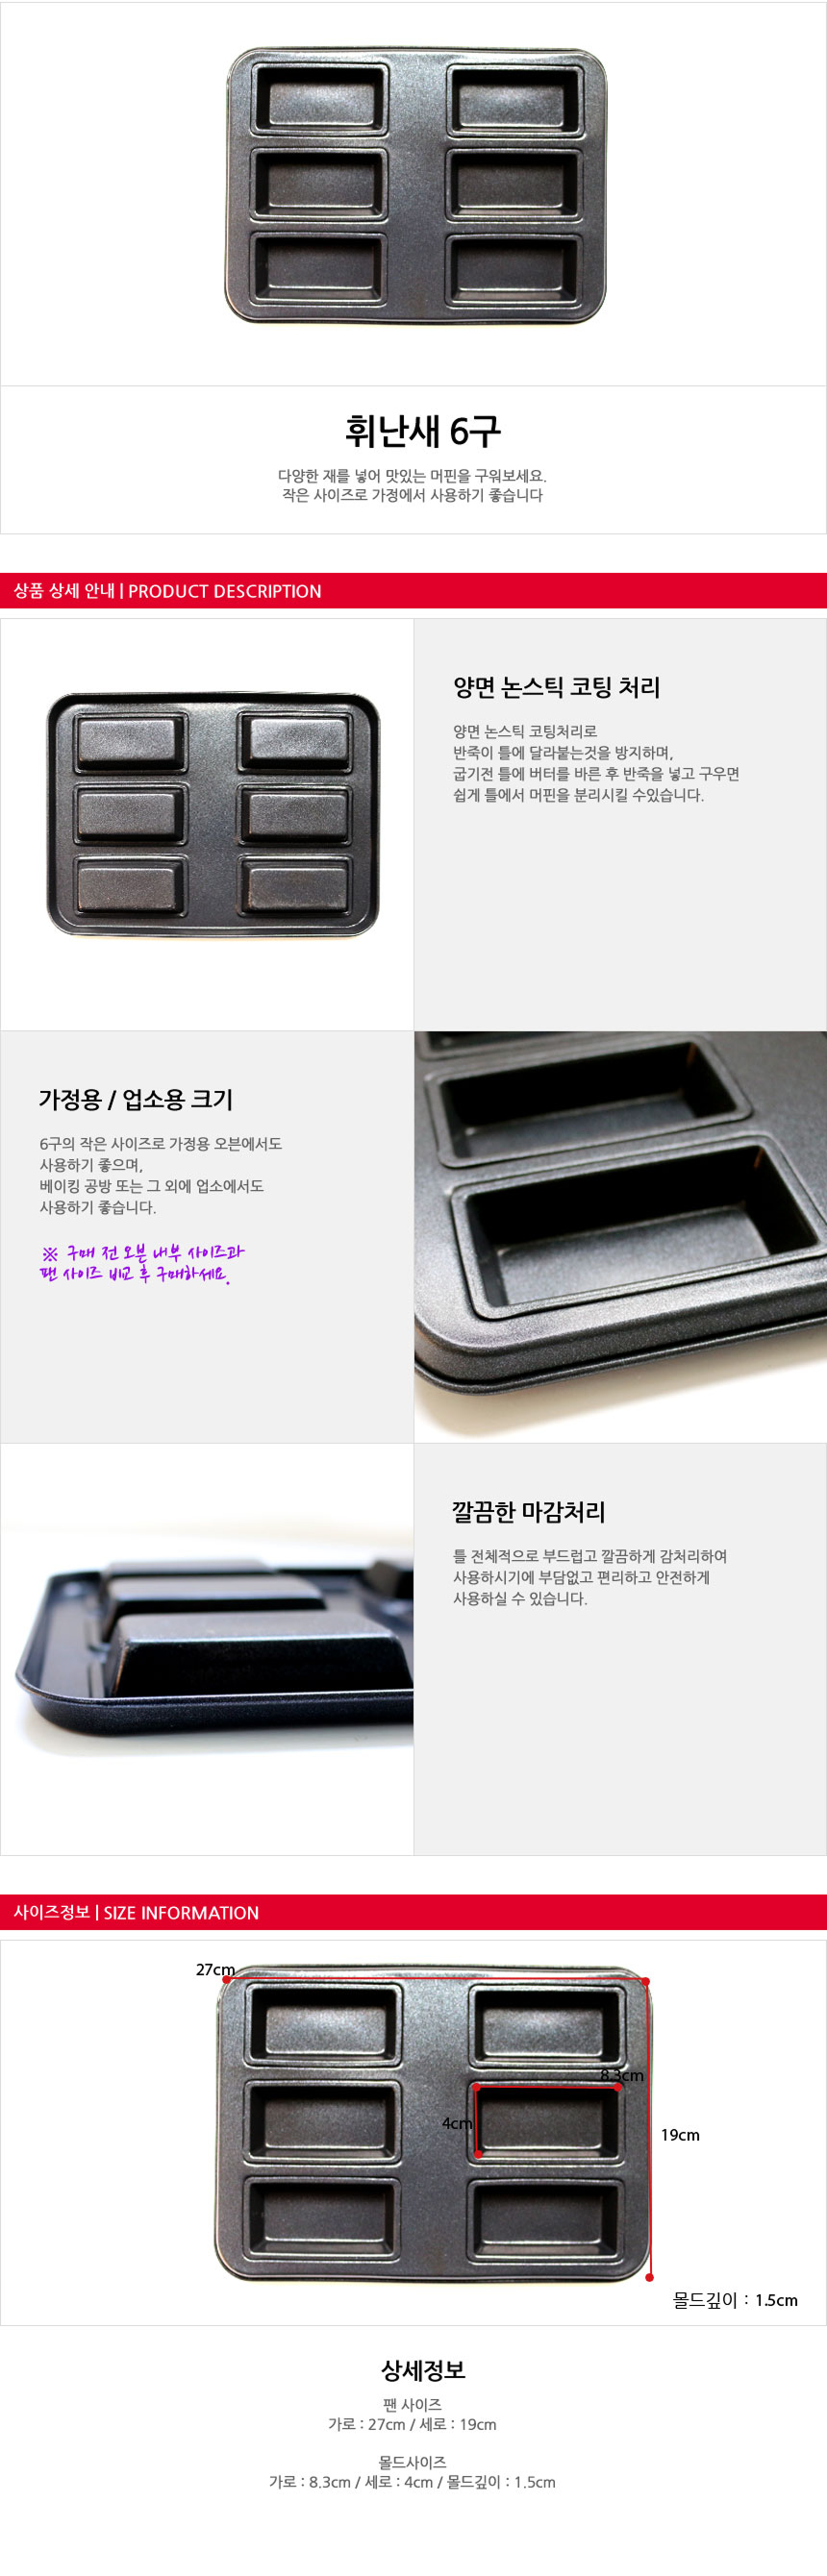 휘난새 6구
다양한 재를 넣어 맛있는 머핀을 구워보세요.
작은 사이즈로 가정에서 사용하기 좋습니다
상품 상세 안내 | PRODUCT DESCRIPTION
양면 논스틱 코팅 처리
양면 논스틱 코팅처리로
반죽이 틀에 달라붙는것을 방지하며,
굽기전 틀에 버터를 바른 후 반죽을 넣고 구우면
쉽게 틀에서 머핀을 분리시킬 수있습니다.
가정용 / 업소용 크기
6구의 작은 사이즈로 가정용 오븐에서도
사용하기 좋으며,
베이킹 공방 또는 그 외에 업소에서도
사용하기 좋습니다.
※ 구매 전 오븐 내부 사이즈과
팬 사이즈 비교 후 구매하세요.
깔끔한 마감처리
틀 전체적으로 부드럽고 깔끔하게 감처리하여
사용하시기에 부담없고 편리하고 안전하게
사용하실 수 있습니다.
사이즈정보 | SIZE INFORMATION
27cm
8.3cm
4cm
19cm
몰드깊이 : 1.5cm
상세정보
팬 사이즈
가로 : 27cm / 세로 : 19cm
몰드사이즈
가로 : 8.3cm / 세로 : 4cm / 몰드깊이 : 1.5cm